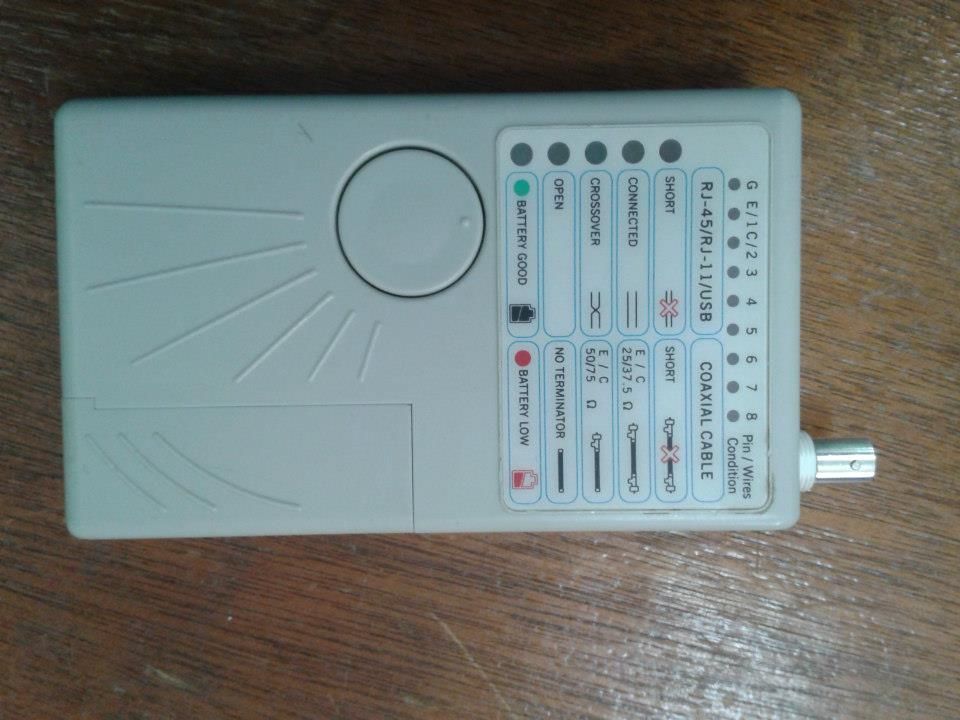 G E/1 C/2 3 4 5 6 7 8 Pin / Wires
Condition
RJ-45/RJ-11/USB COAXIAL CABLE
SHORT SHORT
CONNECTED E / C
25/37.5 Ω
CROSSOVER E / C
50/75 Ω
OPEN NO TERMINATOR
BATTERY GOOD BATTERY LOW